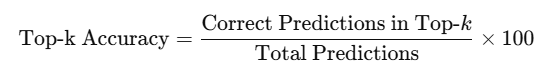 Top-k Accuracy = Correct Predictions in Top-k / Total Predictions × 100